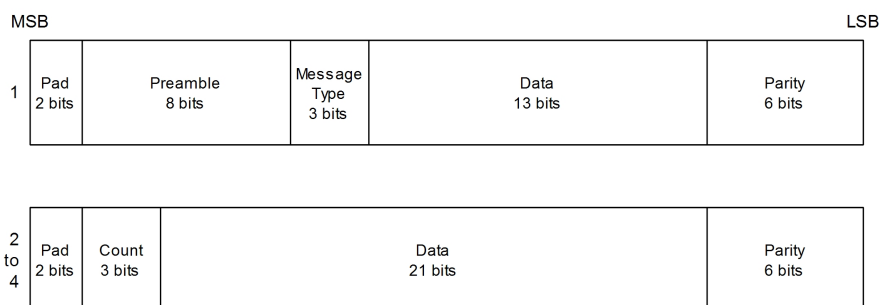 MSB LSB
1
Pad
2 bits
Preamble
8 bits
Message
Type
3 bits
Data
13 bits
Parity
6 bits
2
to
4
Pad
2 bits
Count
3 bits
Data
21 bits
Parity
6 bits